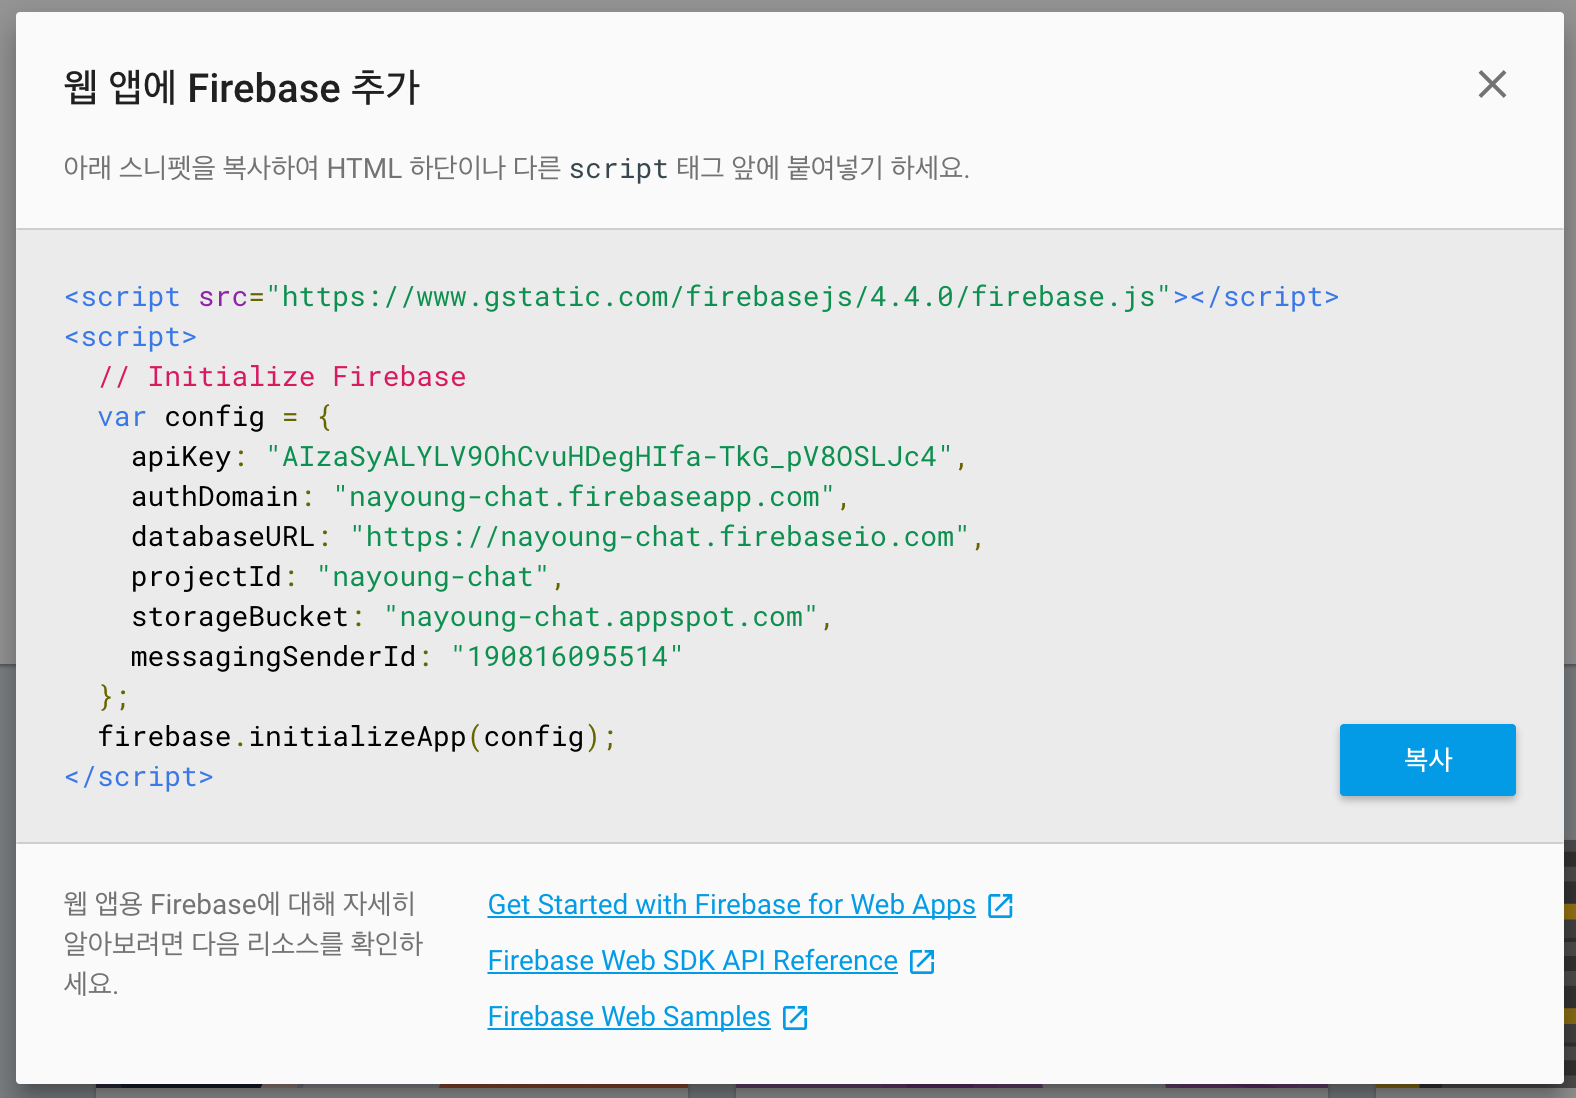 웹 앱에 Firebase 추가
아래 스니펫을 복사하여 HTML 하단이나 다른 script 태그 앞에 붙여넣기 하세요.
<script src="https://www.gstatic.com/firebasejs/4.4.0/firebase.js"></script>
<script>
// Initialize Firebase
var config = {
apiKey: "AIzaSyALYLV9OhCvuHDegHIfa-TkG_pV8OSLJc4",
authDomain: "nayoung-chat.firebaseapp.com",
databaseURL: "https://nayoung-chat.firebaseio.com",
projectId: "nayoung-chat",
storageBucket: "nayoung-chat.appspot.com",
messagingSenderId: "190816095514"
};
firebase.initializeApp(config);
</script>
복사
웹 앱용 Firebase에 대해 자세히
알아보려면 다음 리소스를 확인하
세요.
Get Started with Firebase for Web Apps
Firebase Web SDK API Reference
Firebase Web Samples